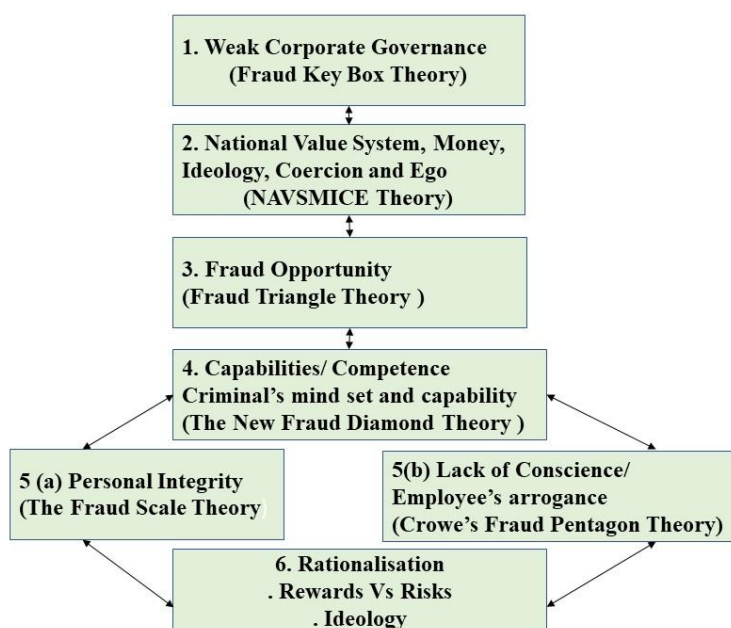 1. Weak Corporate Governance
(Fraud Key Box Theory)
2. National Value System, Money,
Ideology, Coercion and Ego
(NAVSMICE Theory)
3. Fraud Opportunity
(Fraud Triangle Theory )
4. Capabilities/ Competence
Criminal’s mind set and capability
(The New Fraud Diamond Theory )
5 (a) Personal Integrity
(The Fraud Scale Theory)
5(b) Lack of Conscience/
Employee’s arrogance
(Crowe’s Fraud Pentagon Theory)
6. Rationalisation
. Rewards Vs Risks
. Ideology